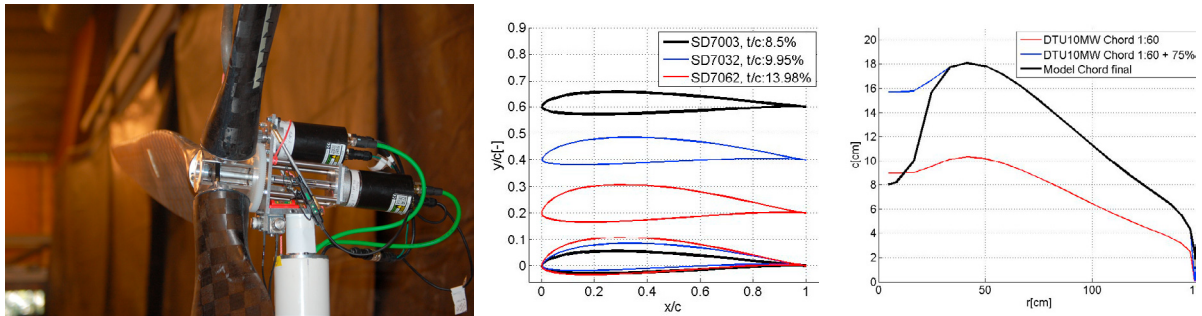 0.9
0.8
0.7
0.6
0.5
0.4
0.3
0.2
0.1
0
y/c[-]
SD7003, t/c:8.5%
SD7032, t/c:9.95%
SD7062, t/c:13.98%
0 0.2 0.4 0.6 0.8 1
x/c
20
18
16
14
12
10
8
6
4
2
0
c[cm]
DTU10MW Chord 1:60
DTU10MW Chord 1:60 + 75%
Model Chord final
0 50 100
r[cm]